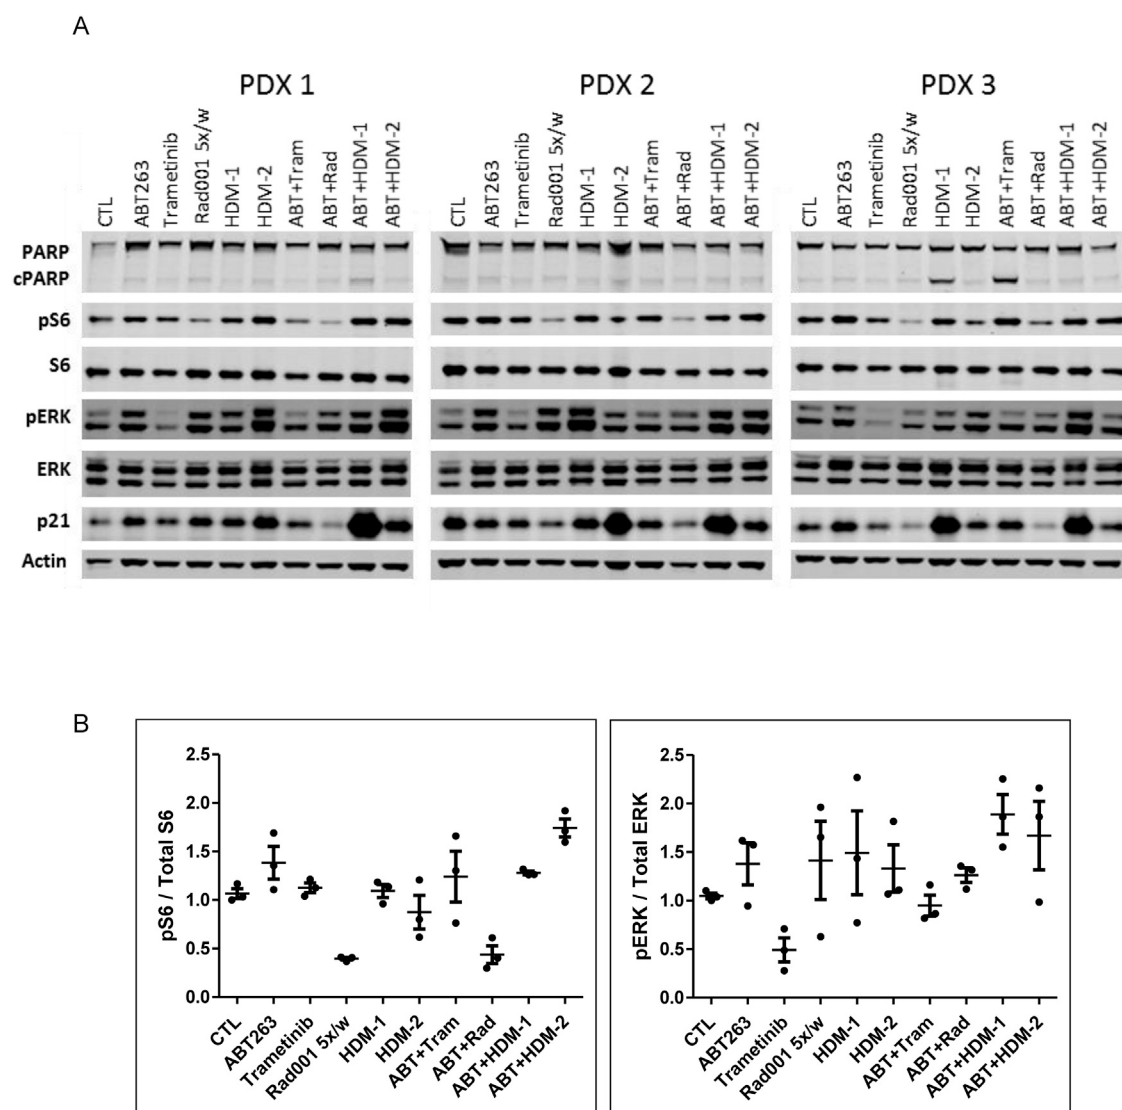 A
PDX 1 PDX 2 PDX 3
CTL ABT263 Trametinib Rad001 5x/w HDM-1 HDM-2 ABT+Tram ABT+Rad ABT+HDM-1 ABT+HDM-2 CTL ABT263 Trametinib Rad001 5x/w HDM-1 HDM-2 ABT+Tram ABT+Rad ABT+HDM-1 ABT+HDM-2 CTL ABT263 Trametinib Rad001 5x/w HDM-1 HDM-2 ABT+Tram ABT+Rad ABT+HDM-1 ABT+HDM-2
PARP
cPARP
pS6
S6
pERK
ERK
p21
Actin
B
pS6 / Total S6
2.5
2.0
1.5
1.0
0.5
0.0
CTL ABT263 Trametinib Rad001 5x/w HDM-1 HDM-2 ABT+Tram ABT+Rad ABT+HDM-1 ABT+HDM-2
pERK / Total ERK
2.5
2.0
1.5
1.0
0.5
0.0
CTL ABT263 Trametinib Rad001 5x/w HDM-1 HDM-2 ABT+Tram ABT+Rad ABT+HDM-1 ABT+HDM-2